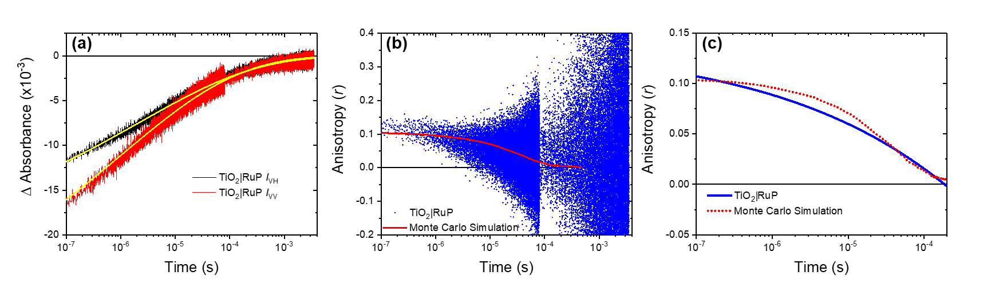 (a)
Δ Absorbance (x10⁻³)
0
-5
-10
-15
-20
TiO₂|RuP I_VH
TiO₂|RuP I_VV
10⁻⁷ 10⁻⁶ 10⁻⁵ 10⁻⁴ 10⁻³
Time (s)
(b)
Anisotropy (r)
0.4
0.3
0.2
0.1
0.0
-0.1
-0.2
TiO₂|RuP
Monte Carlo Simulation
10⁻⁷ 10⁻⁶ 10⁻⁵ 10⁻⁴ 10⁻³
Time (s)
(c)
Anisotropy (r)
0.15
0.10
0.05
0.00
-0.05
TiO₂|RuP
Monte Carlo Simulation
10⁻⁷ 10⁻⁶ 10⁻⁵ 10⁻⁴
Time (s)